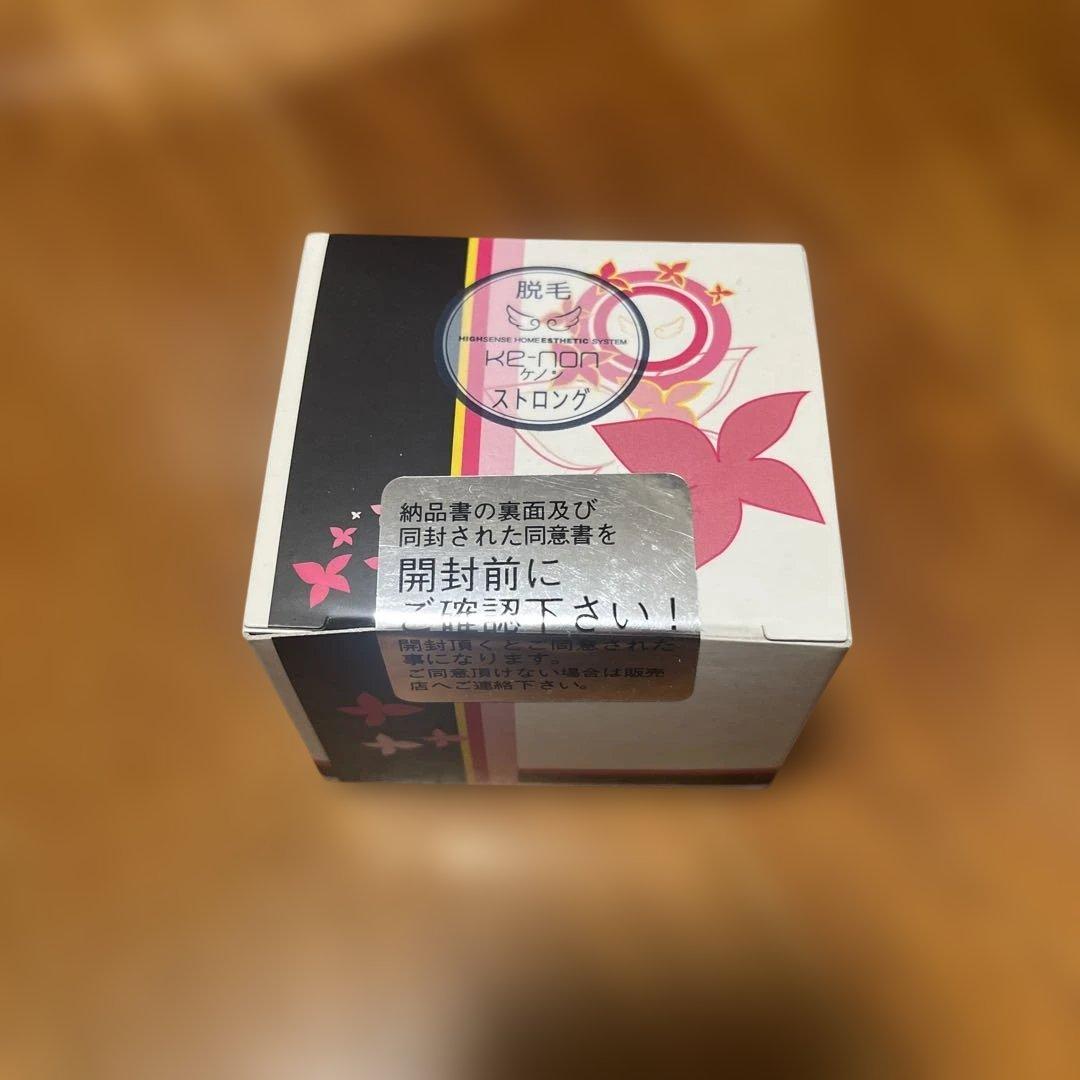 脱毛
HIGHSENSE HOME ESTHETIC SYSTEM
Ke-non
ケノン
ストロング
納品書の裏面及び
同封された同意書を
開封前に
ご確認下さい！
開封頂くとご同意された
事になります。
ご同意頂けない場合は販売
店へご連絡下さい。